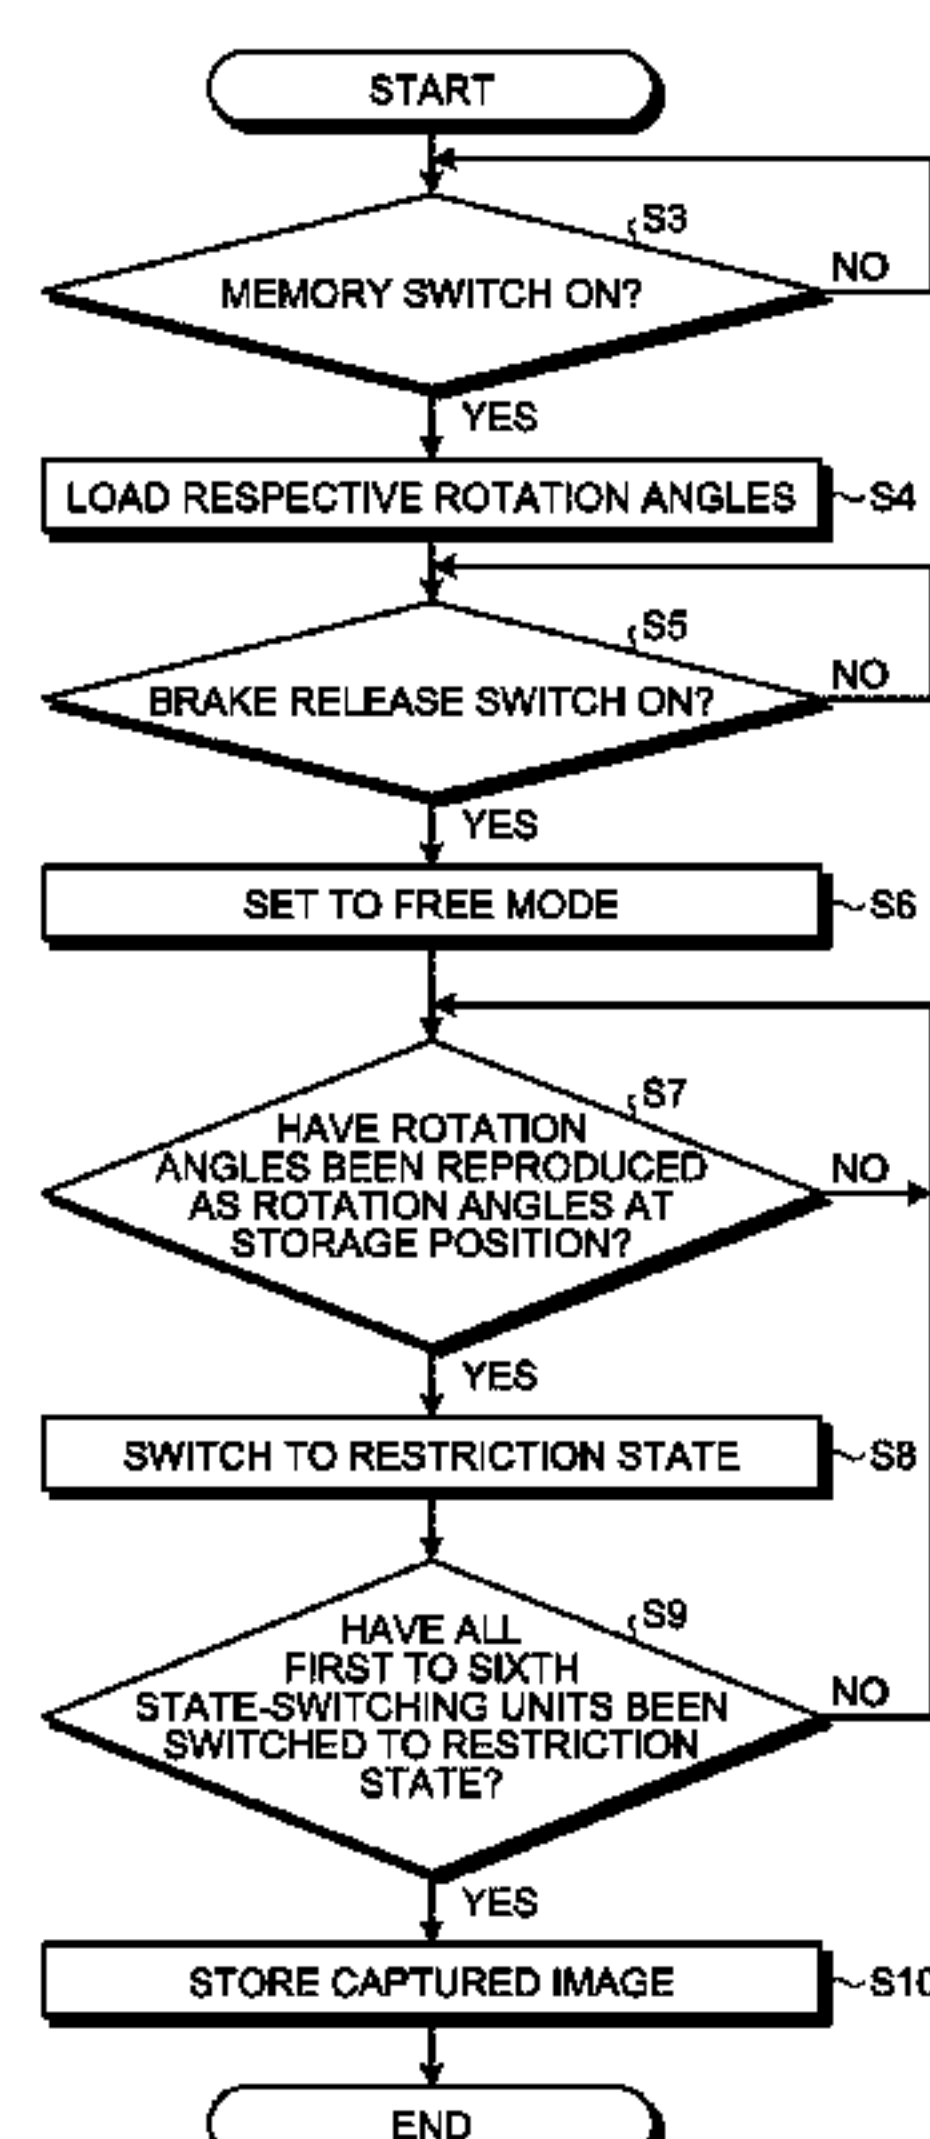 START
S3
MEMORY SWITCH ON?
NO
YES
LOAD RESPECTIVE ROTATION ANGLES
S4
S5
BRAKE RELEASE SWITCH ON?
NO
YES
SET TO FREE MODE
S6
S7
HAVE ROTATION
ANGLES BEEN REPRODUCED
AS ROTATION ANGLES AT
STORAGE POSITION?
NO
YES
SWITCH TO RESTRICTION STATE
S8
S9
HAVE ALL
FIRST TO SIXTH
STATE-SWITCHING UNITS BEEN
SWITCHED TO RESTRICTION
STATE?
NO
YES
STORE CAPTURED IMAGE
S10
END